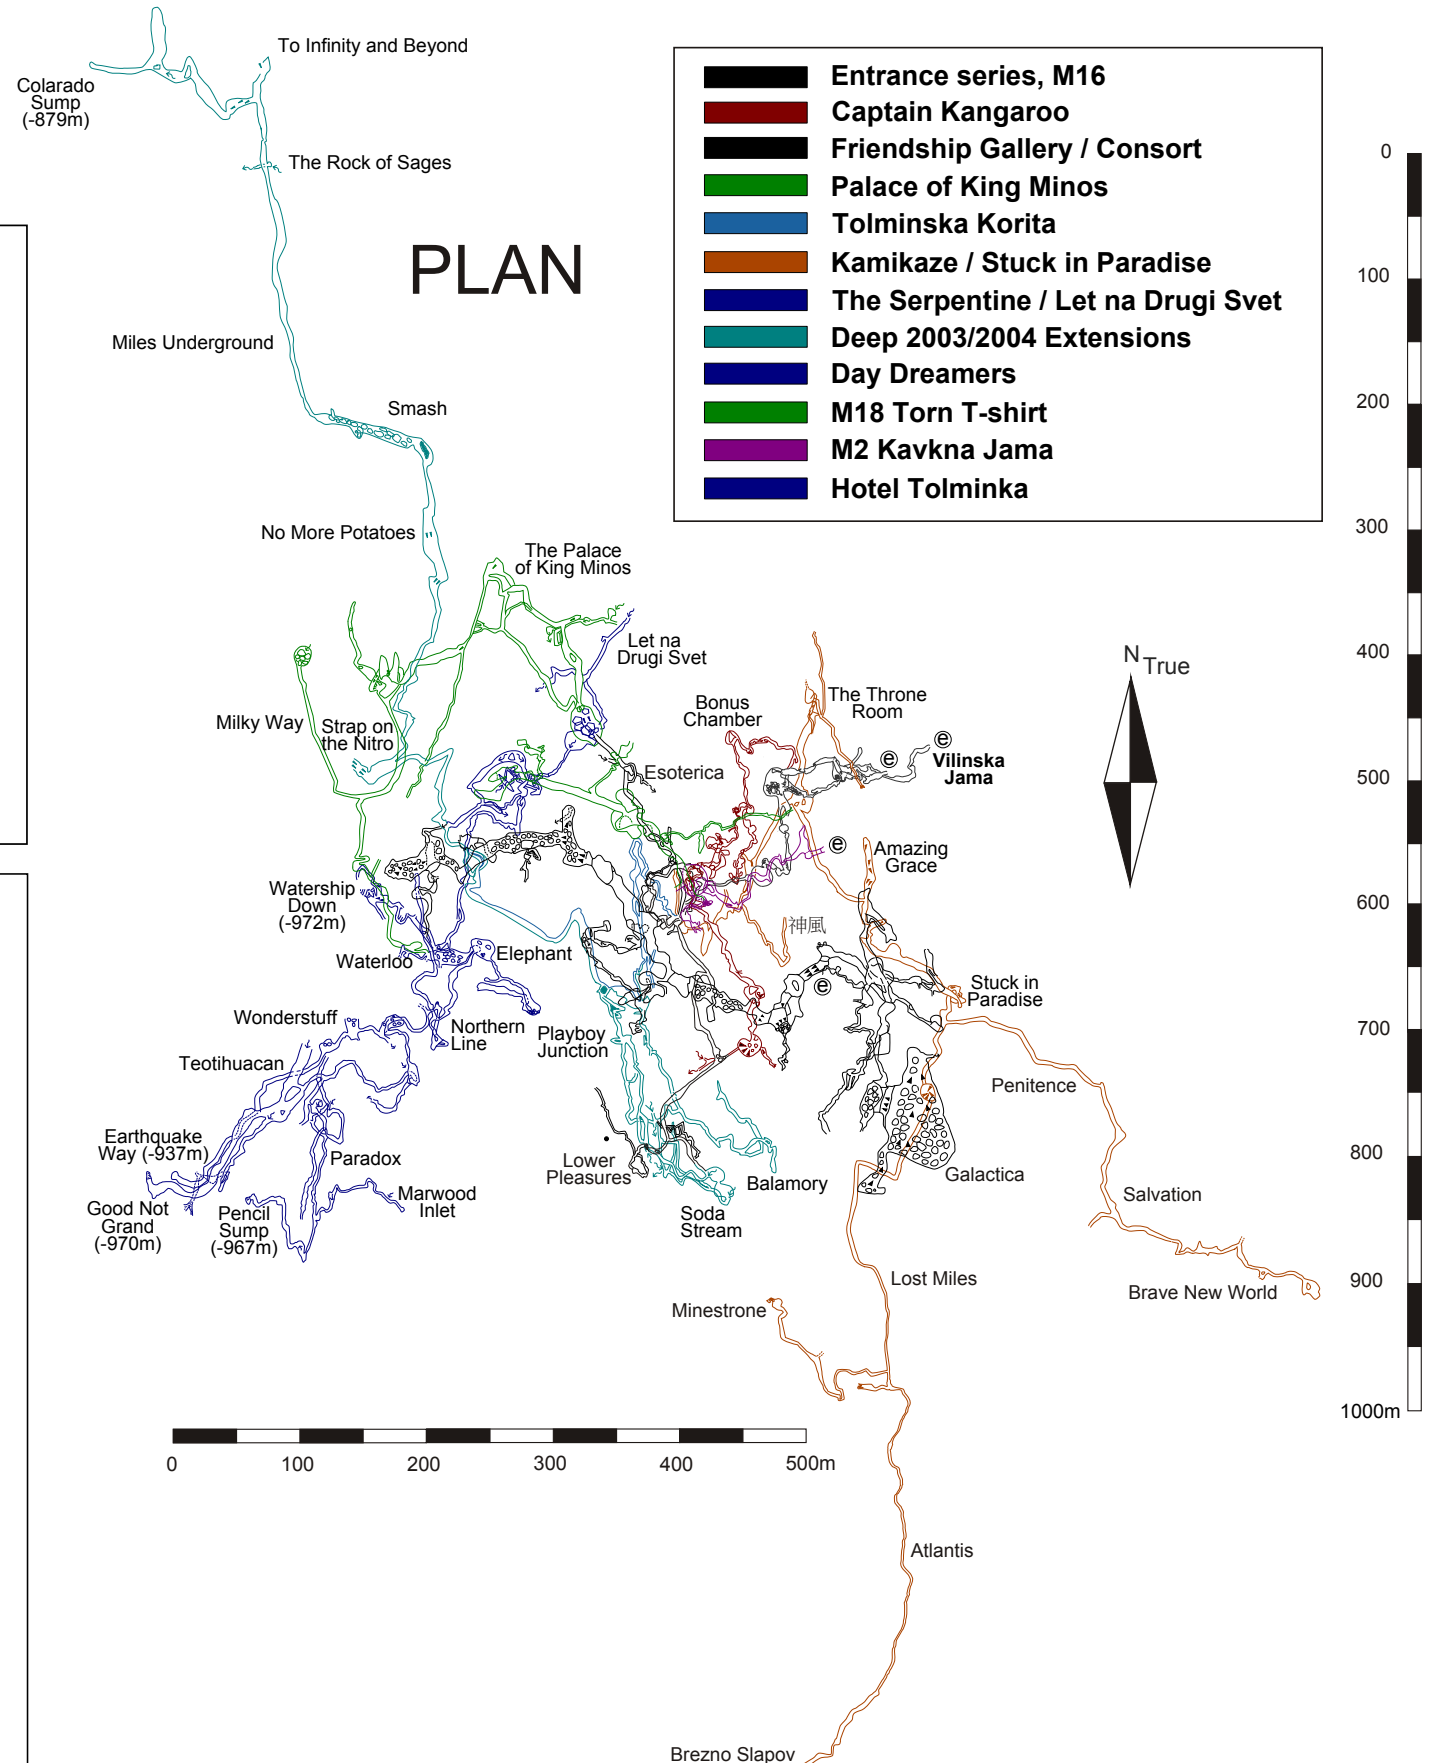 To Infinity and Beyond
Colarado
Sump
(-879m)
The Rock of Sages
PLAN
Entrance series, M16
Captain Kangaroo
Friendship Gallery / Consort
Palace of King Minos
Tolminska Korita
Kamikaze / Stuck in Paradise
The Serpentine / Let na Drugi Svet
Deep 2003/2004 Extensions
Day Dreamers
M18 Torn T-shirt
M2 Kavkna Jama
Hotel Tolminka
0
100
200
300
400
500
600
700
800
900
1000m
Miles Underground
Smash
No More Potatoes
The Palace
of King Minos
Let na
Drugi Svet
N
True
Bonus
Chamber
The Throne
Room
Milky Way
Strap on
the Nitro
e
e
Vilinska
Jama
Esoterica
e
Amazing
Grace
Watership
Down
(-972m)
神風
Waterloo
Elephant
e
Stuck in
Paradise
Wonderstuff
Northern
Line
Playboy
Junction
Teotihuacan
Penitence
Earthquake
Way (-937m)
Paradox
Lower
Pleasures
Balamory
Galactica
Marwood
Inlet
Salvation
Good Not
Grand
(-970m)
Pencil
Sump
(-967m)
Soda
Stream
Lost Miles
Brave New World
Minestrone
0
100
200
300
400
500m
Atlantis
Brezno Slapov